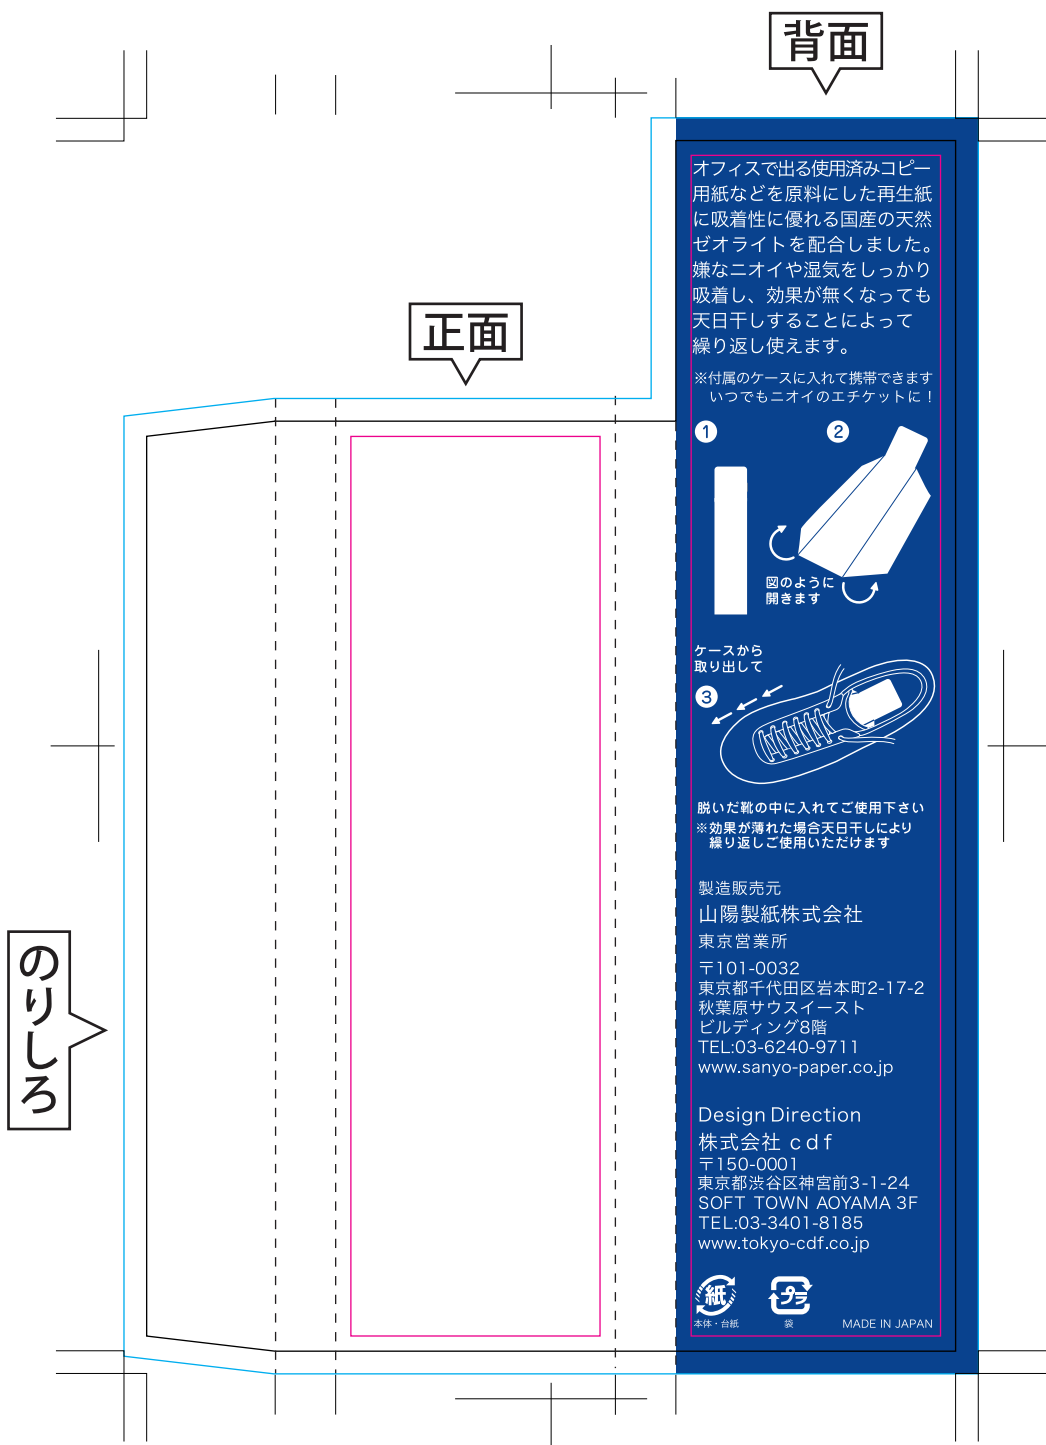 背面
オフィスで出る使用済みコピー
用紙などを原料にした再生紙
に吸着性に優れる国産の天然
ゼオライトを配合しました。
嫌なニオイや湿気をしっかり
吸着し、効果が無くなっても
天日干しすることによって
繰り返し使えます。
※付属のケースに入れて携帯できます
いつでもニオイのエチケットに！
正面
1
2
図のように
開きます
ケースから
取り出して
3
脱いだ靴の中に入れてご使用下さい
※効果が薄れた場合天日干しにより
繰り返しご使用いただけます
製造販売元
山陽製紙株式会社
東京営業所
〒101-0032
東京都千代田区岩本町2-17-2
秋葉原サウスイースト
ビルディング8階
TEL:03-6240-9711
www.sanyo-paper.co.jp
のりしろ
Design Direction
株式会社 cdf
〒150-0001
東京都渋谷区神宮前3-1-24
SOFT TOWN AOYAMA 3F
TEL:03-3401-8185
www.tokyo-cdf.co.jp
紙
プラ
本体・台紙
袋
MADE IN JAPAN